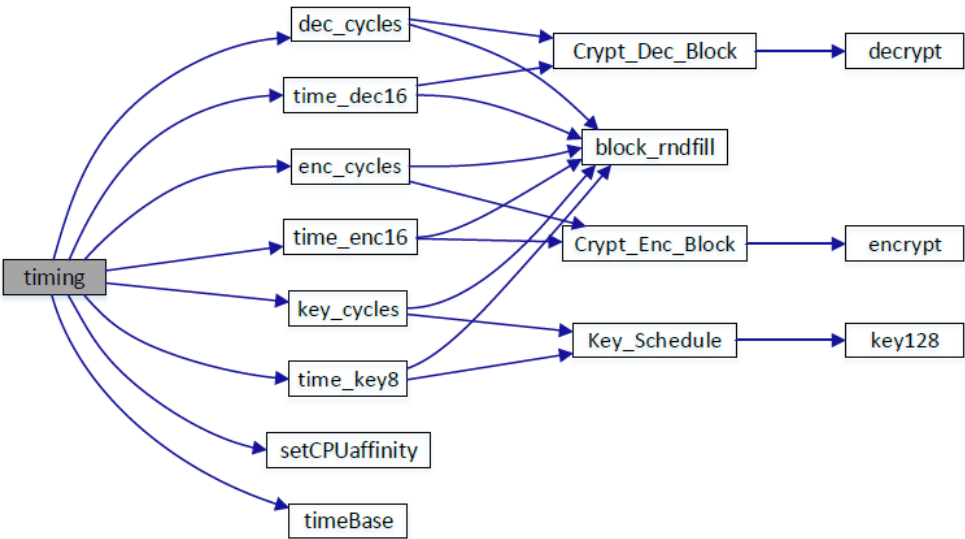 dec_cycles
Crypt_Dec_Block
decrypt
time_dec16
block_rndfill
enc_cycles
time_enc16
Crypt_Enc_Block
encrypt
timing
key_cycles
Key_Schedule
key128
time_key8
setCPUaffinity
timeBase